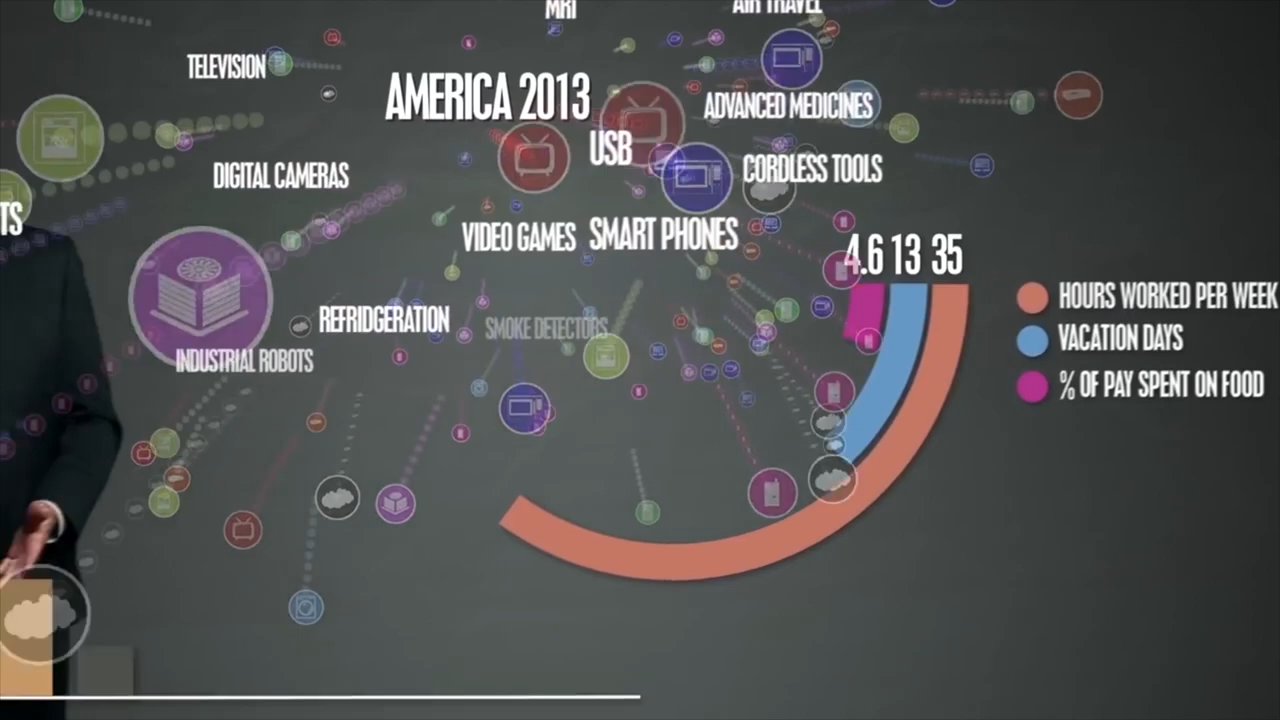 MRI
AIR TRAVEL
TELEVISION
AMERICA 2013
ADVANCED MEDICINES
USB
CORDLESS TOOLS
DIGITAL CAMERAS
TS
VIDEO GAMES
SMART PHONES
4.6 13 35
HOURS WORKED PER WEEK
REFRIDGERATION
SMOKE DETECTORS
VACATION DAYS
INDUSTRIAL ROBOTS
% OF PAY SPENT ON FOOD